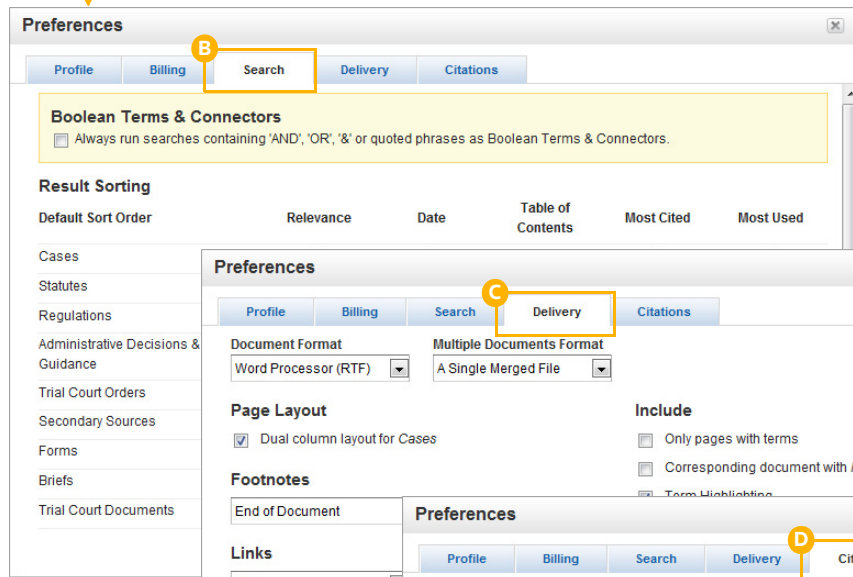 Preferences
B
Profile Billing Search Delivery Citations
Boolean Terms & Connectors
Always run searches containing 'AND', 'OR', '&' or quoted phrases as Boolean Terms & Connectors.
Result Sorting
Default Sort Order Relevance Date Table of Contents Most Cited Most Used
Cases
Statutes
Regulations
Administrative Decisions &
Guidance
Trial Court Orders
Secondary Sources
Forms
Briefs
Trial Court Documents
Preferences
C
Profile Billing Search Delivery Citations
Document Format Multiple Documents Format
Word Processor (RTF) A Single Merged File
Page Layout Include
Dual column layout for Cases Only pages with terms
Corresponding document with
Footnotes Term Highlighting
End of Document
Links
Preferences
D
Profile Billing Search Delivery Cit